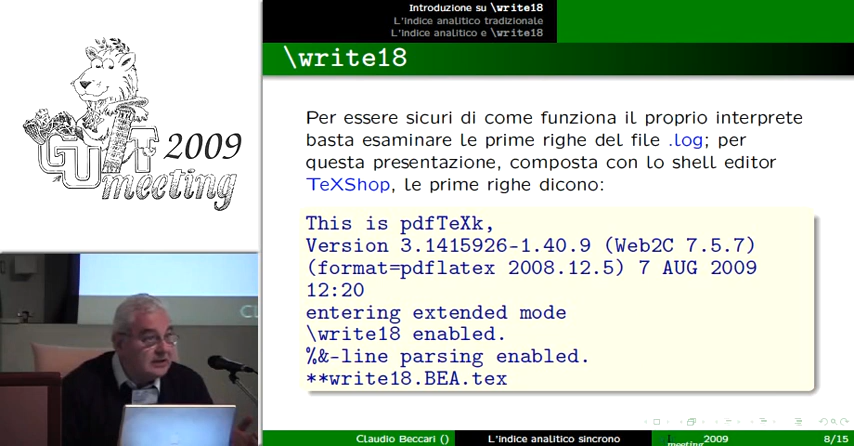 Introduzione su \write18
L'indice analitico tradizionale
L'indice analitico e \write18
\write18
GUIT 2009
meeting
Per essere sicuri di come funziona il proprio interprete
basta esaminare le prime righe del file .log; per
questa presentazione, composta con lo shell editor
TeXShop, le prime righe dicono:
This is pdfTeXk,
Version 3.1415926-1.40.9 (Web2C 7.5.7)
(format=pdflatex 2008.12.5) 7 AUG 2009
12:20
entering extended mode
\write18 enabled.
%&-line parsing enabled.
**write18.BEA.tex
Claudio Beccari ()
L'indice analitico sincrono
meeting2009
8/15